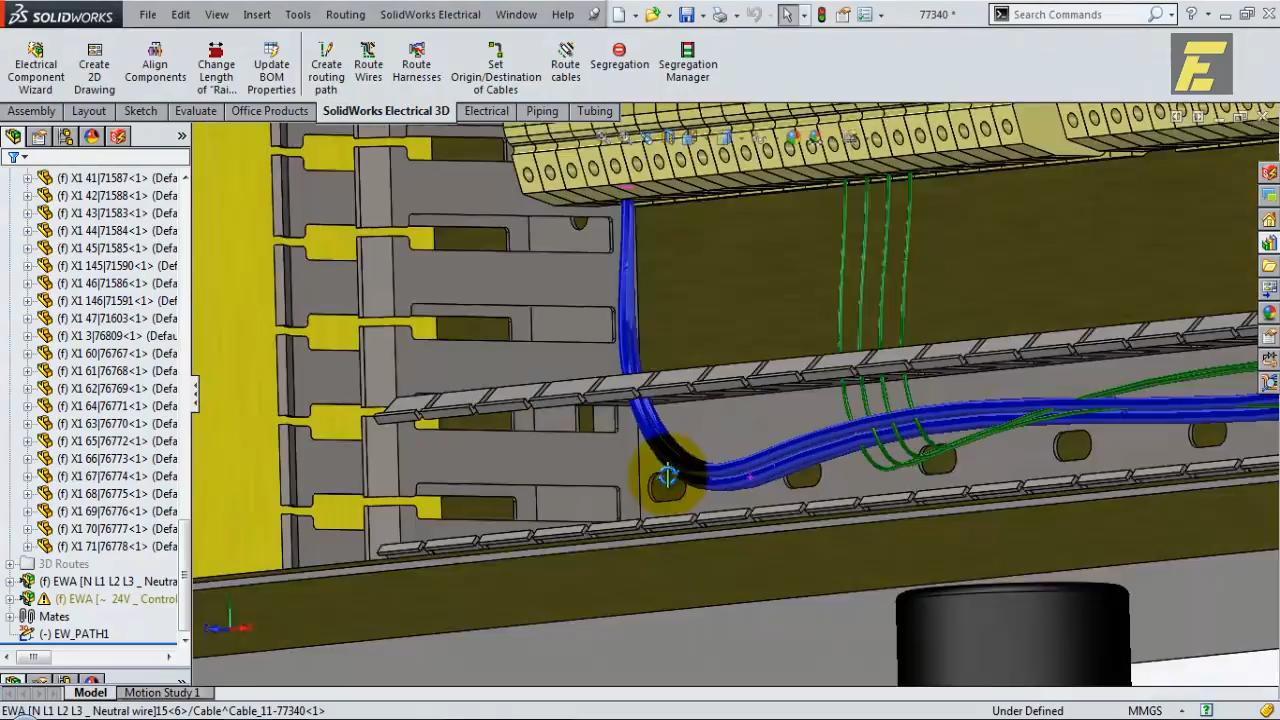 SOLIDWORKS File Edit View Insert Tools Routing SolidWorks Electrical Window Help 77340 * Search Commands
Electrical Component Wizard
Create 2D Drawing
Align Components
Change Length of "Rai...
Update BOM Properties
Create routing path
Route Wires
Route Harnesses
Set Origin/Destination of Cables
Route cables
Segregation
Segregation Manager
Assembly Layout Sketch Evaluate Office Products SolidWorks Electrical 3D Electrical Piping Tubing
(f) X1 41|71587<1> (Defa
(f) X1 42|71582<1> (Defa
(f) X1 43|71583<1> (Defa
(f) X1 44|71584<1> (Defa
(f) X1 45|71585<1> (Defa
(f) X1 145|71590<1> (Def
(f) X1 46|71586<1> (Defa
(f) X1 146|71591<1> (Def
(f) X1 47|71603<1> (Defa
(f) X1 3|76809<1> (Defau
(f) X1 60|76767<1> (Defa
(f) X1 61|76768<1> (Defa
(f) X1 62|76769<1> (Defa
(f) X1 64|76771<1> (Defa
(f) X1 63|76770<1> (Defa
(f) X1 65|76772<1> (Defa
(f) X1 66|76773<1> (Defa
(f) X1 67|76774<1> (Defa
(f) X1 68|76775<1> (Defa
(f) X1 69|76776<1> (Defa
(f) X1 70|76777<1> (Defa
(f) X1 71|76778<1> (Defa
3D Routes
(f) EWA [N L1 L2 L3 _ Neutral
(f) EWA [~ 24V _ Control
Mates
(-) EW_PATH1
Model Motion Study 1
EWA [N L1 L2 L3 _ Neutral wire]15<6>/Cable^Cable_11-77340<1> Under Defined MMGS